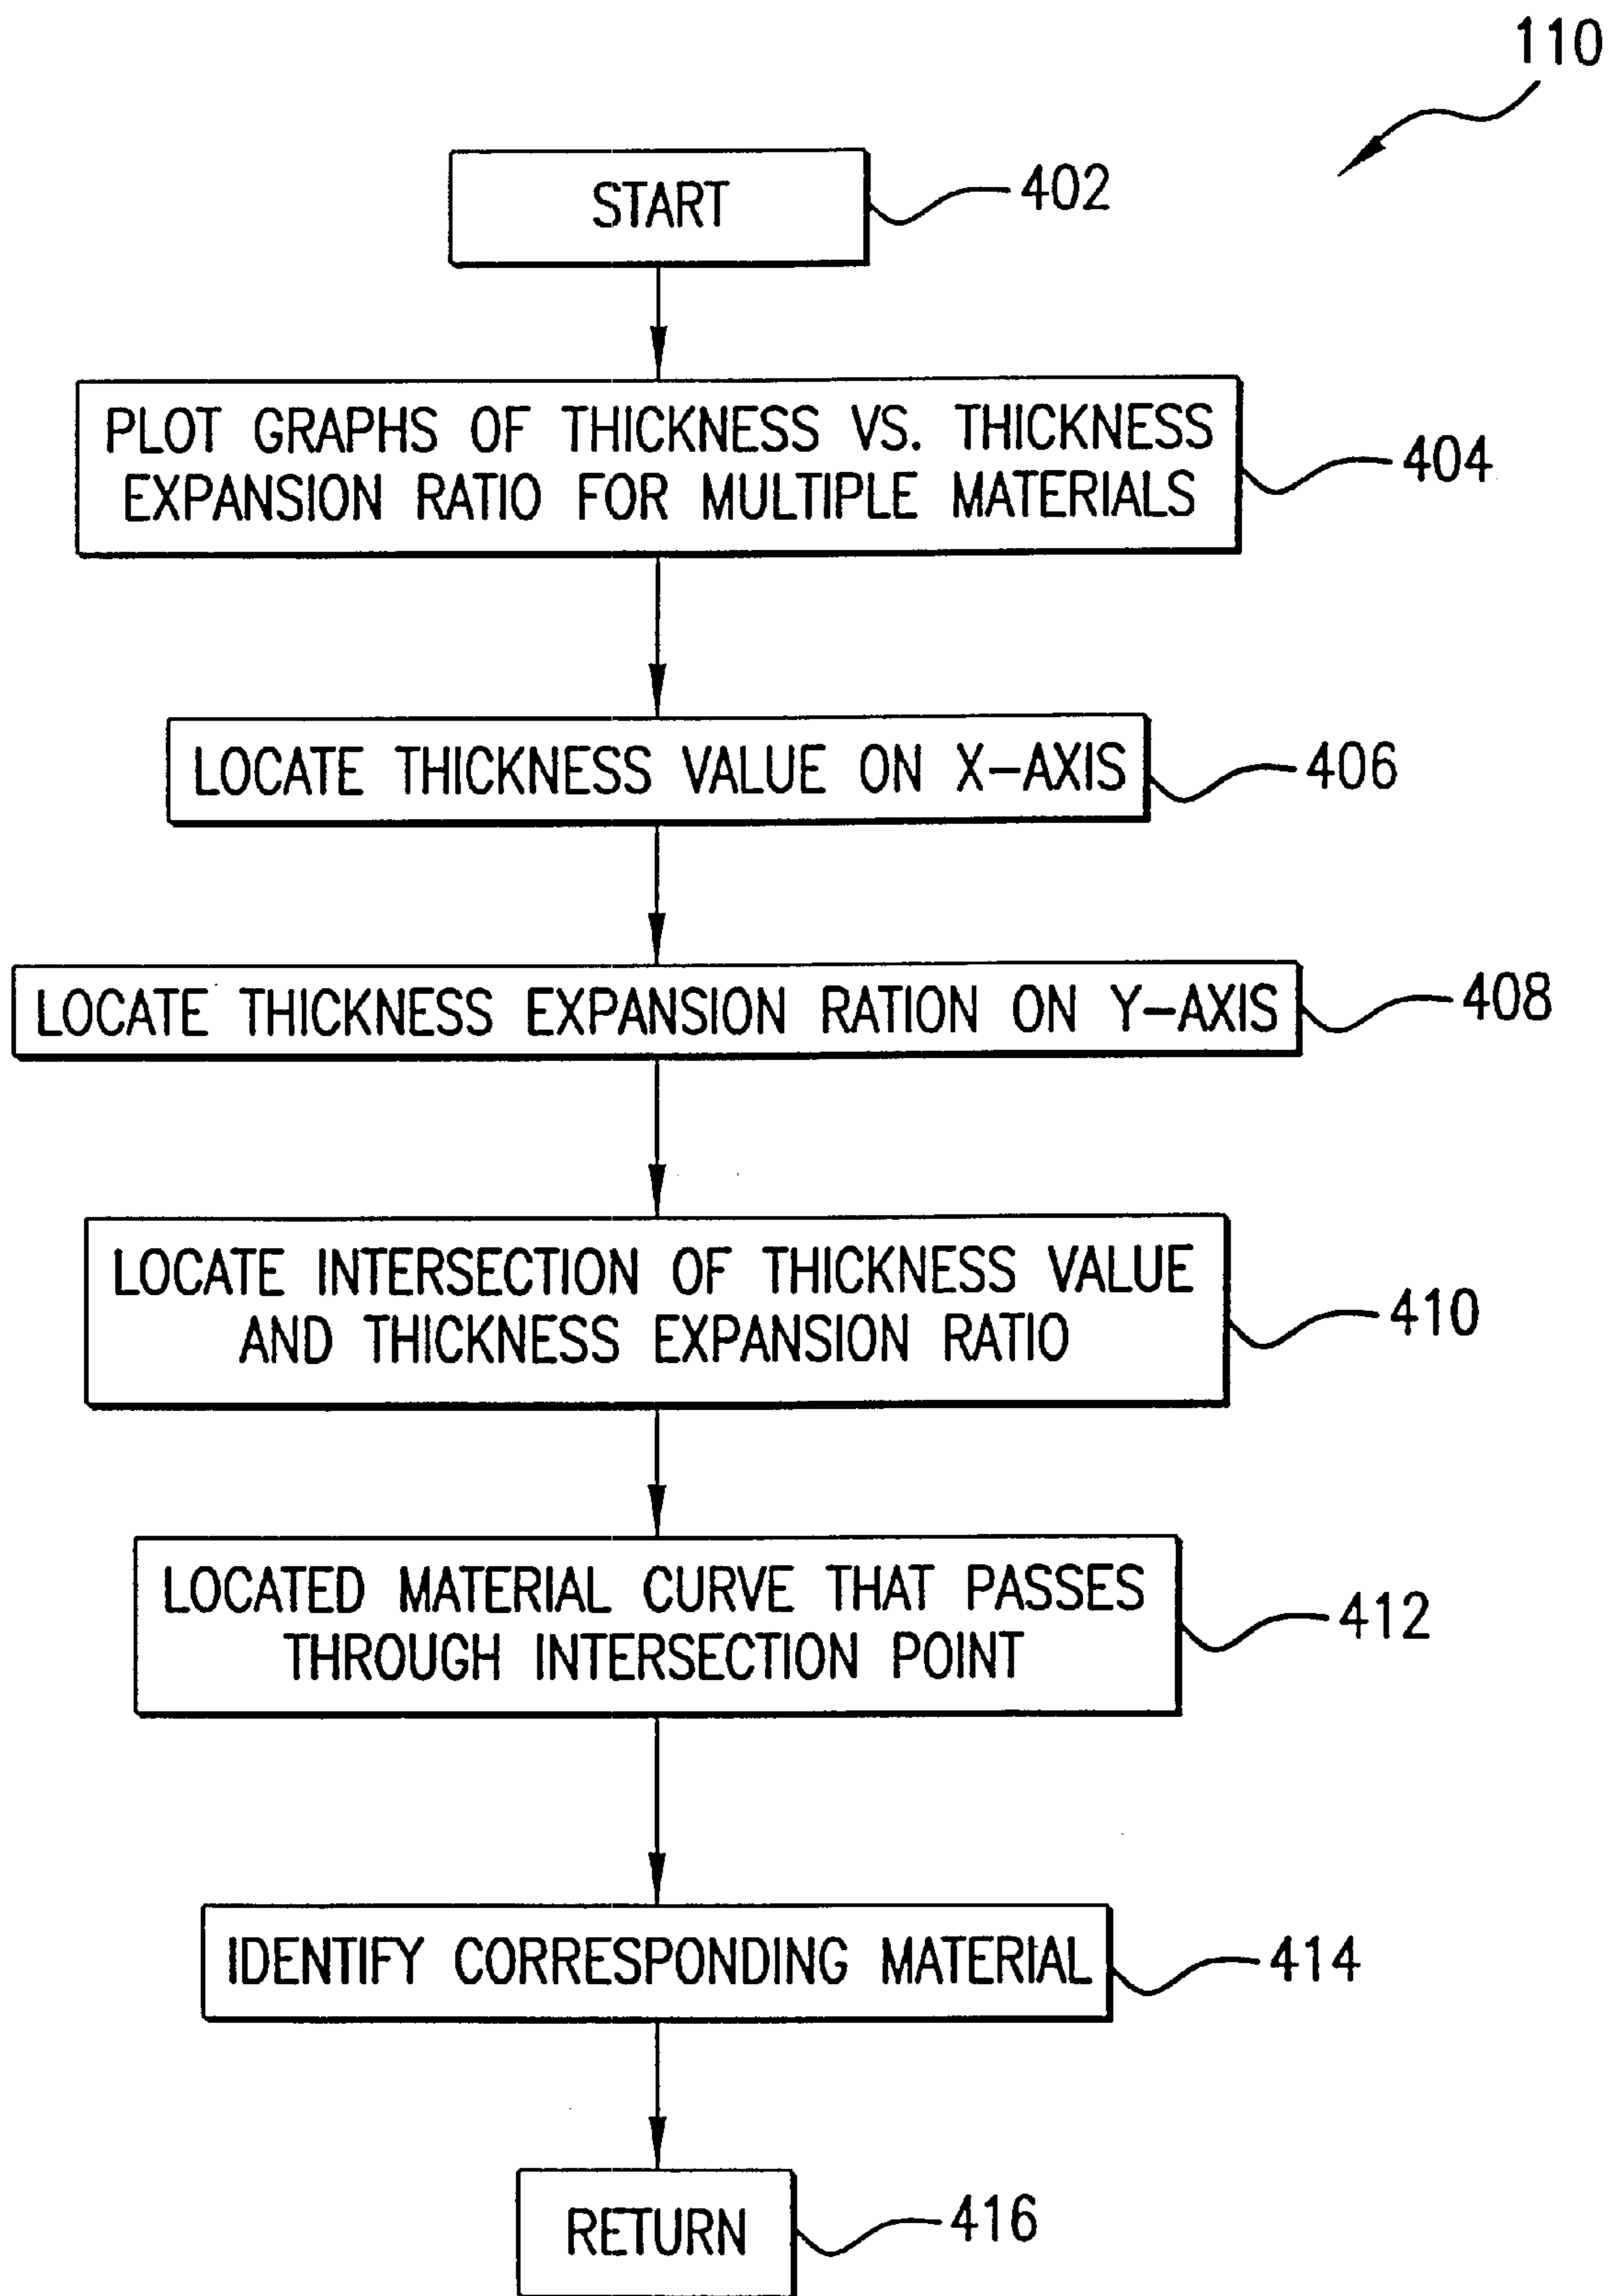 110
START
402
PLOT GRAPHS OF THICKNESS VS. THICKNESS
EXPANSION RATIO FOR MULTIPLE MATERIALS
404
LOCATE THICKNESS VALUE ON X-AXIS
406
LOCATE THICKNESS EXPANSION RATION ON Y-AXIS
408
LOCATE INTERSECTION OF THICKNESS VALUE
AND THICKNESS EXPANSION RATIO
410
LOCATED MATERIAL CURVE THAT PASSES
THROUGH INTERSECTION POINT
412
IDENTIFY CORRESPONDING MATERIAL
414
RETURN
416